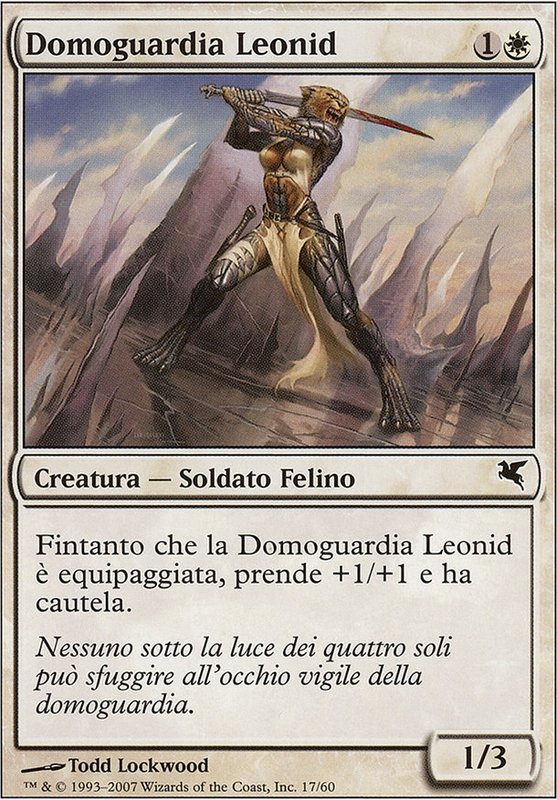 Domoguardia Leonid
1
Creatura — Soldato Felino
Fintanto che la Domoguardia Leonid
è equipaggiata, prende +1/+1 e ha
cautela.
Nessuno sotto la luce dei quattro soli
può sfuggire all'occhio vigile della
domoguardia.
Todd Lockwood
1/3
™ & © 1993–2007 Wizards of the Coast, Inc. 17/60